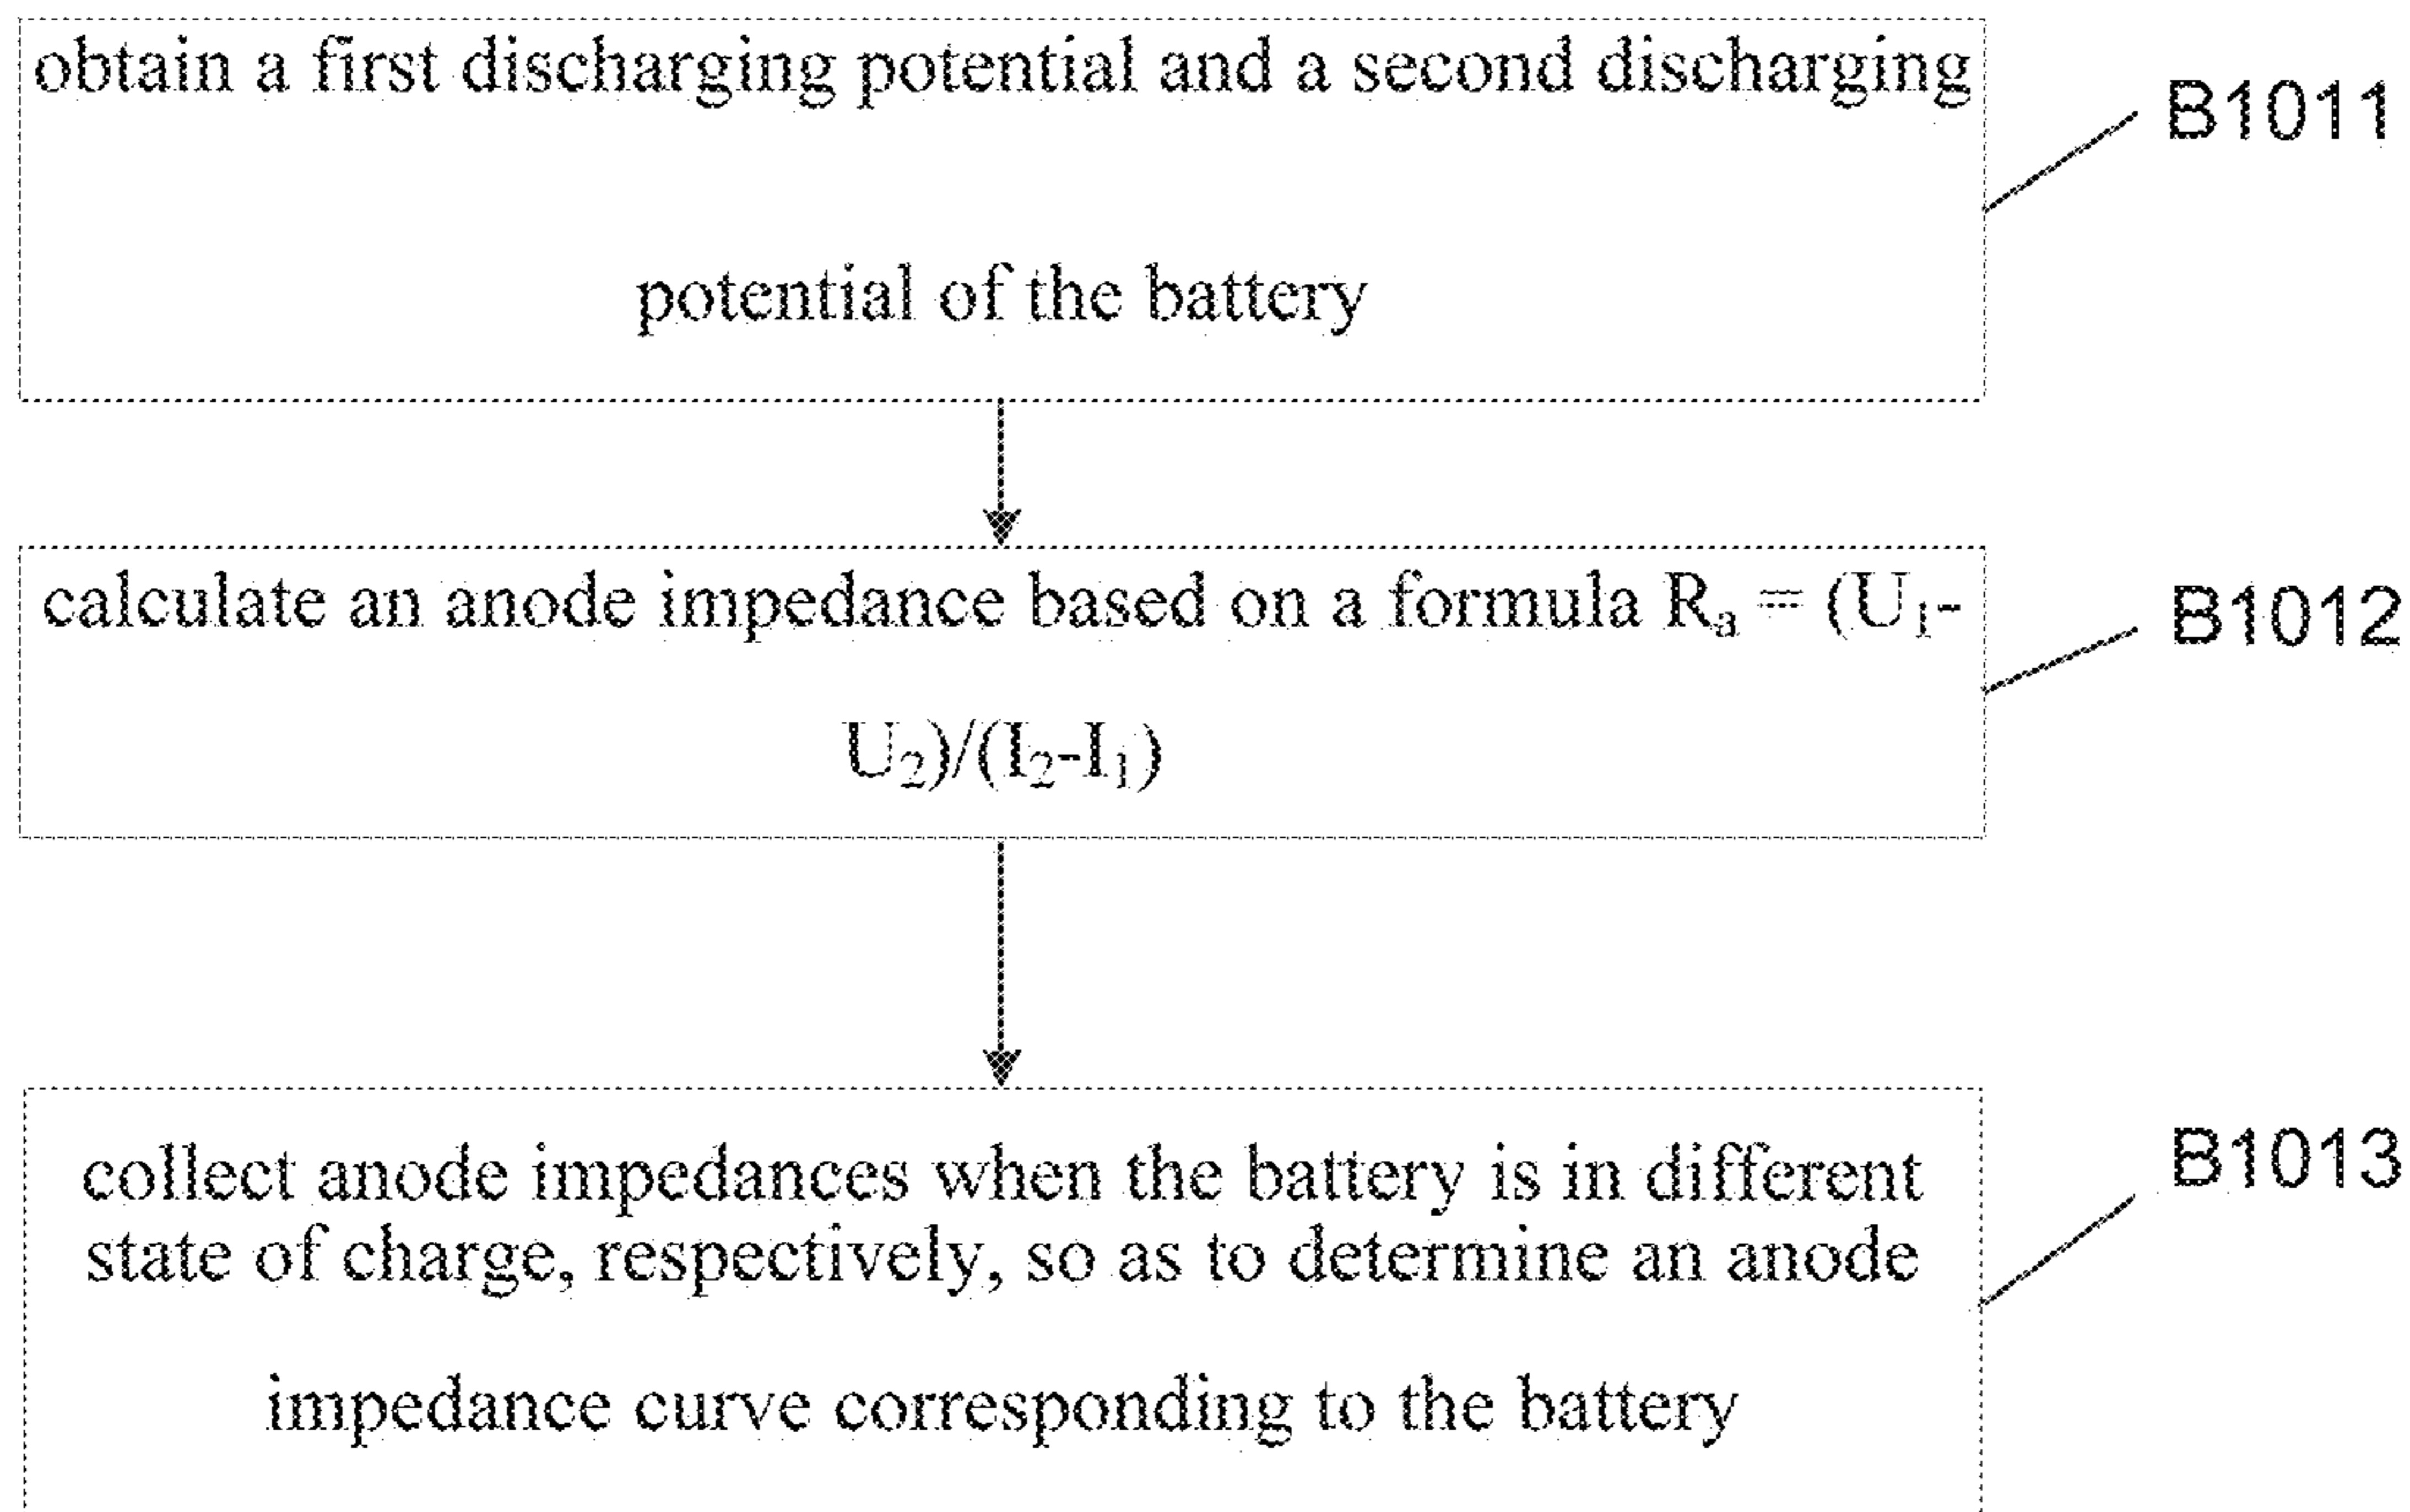 obtain a first discharging potential and a second discharging
B1011
potential of the battery
calculate an anode impedance based on a formula Rₐ = (U₁-
B1012
U₂)/(I₂-I₁)
collect anode impedances when the battery is in different
B1013
state of charge, respectively, so as to determine an anode
impedance curve corresponding to the battery